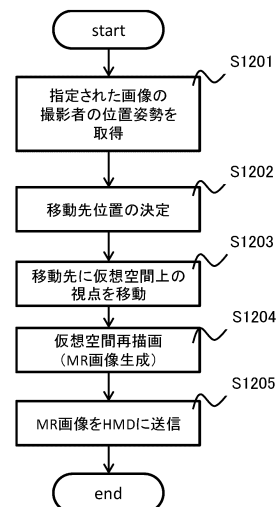 start
S1201
指定された画像の
撮影者の位置姿勢を
取得
S1202
移動先位置の決定
S1203
移動先に仮想空間上の
視点を移動
S1204
仮想空間再描画
（MR画像生成）
S1205
MR画像をHMDに送信
end